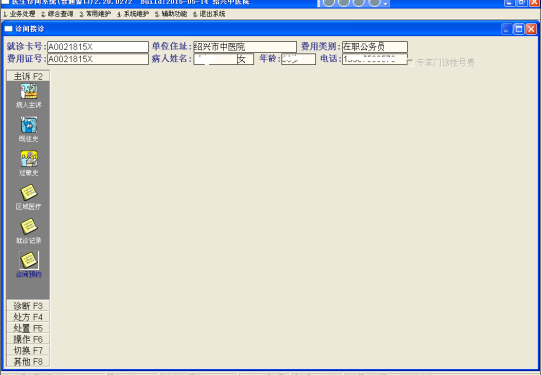 民生诊间系统(普通窗口)2.20.0272 Build:2015-05-14 绍兴中医院
1 业务处理 2 综合查询 3 常用维护 4 系统维护 5 辅助功能 6 退出系统
诊间接诊
就诊卡号:A0021815X 单位住址:绍兴市中医院 费用类别:在职公务员
费用证号:A0021815X 病人姓名: 女 年龄: 电话: 专家门诊挂号费
主诉 F2
病人主诉
既往史
过敏史
区域医疗
就诊记录
诊间预约
诊断 F3
处方 F4
处置 F5
操作 F6
切换 F7
其他 F8